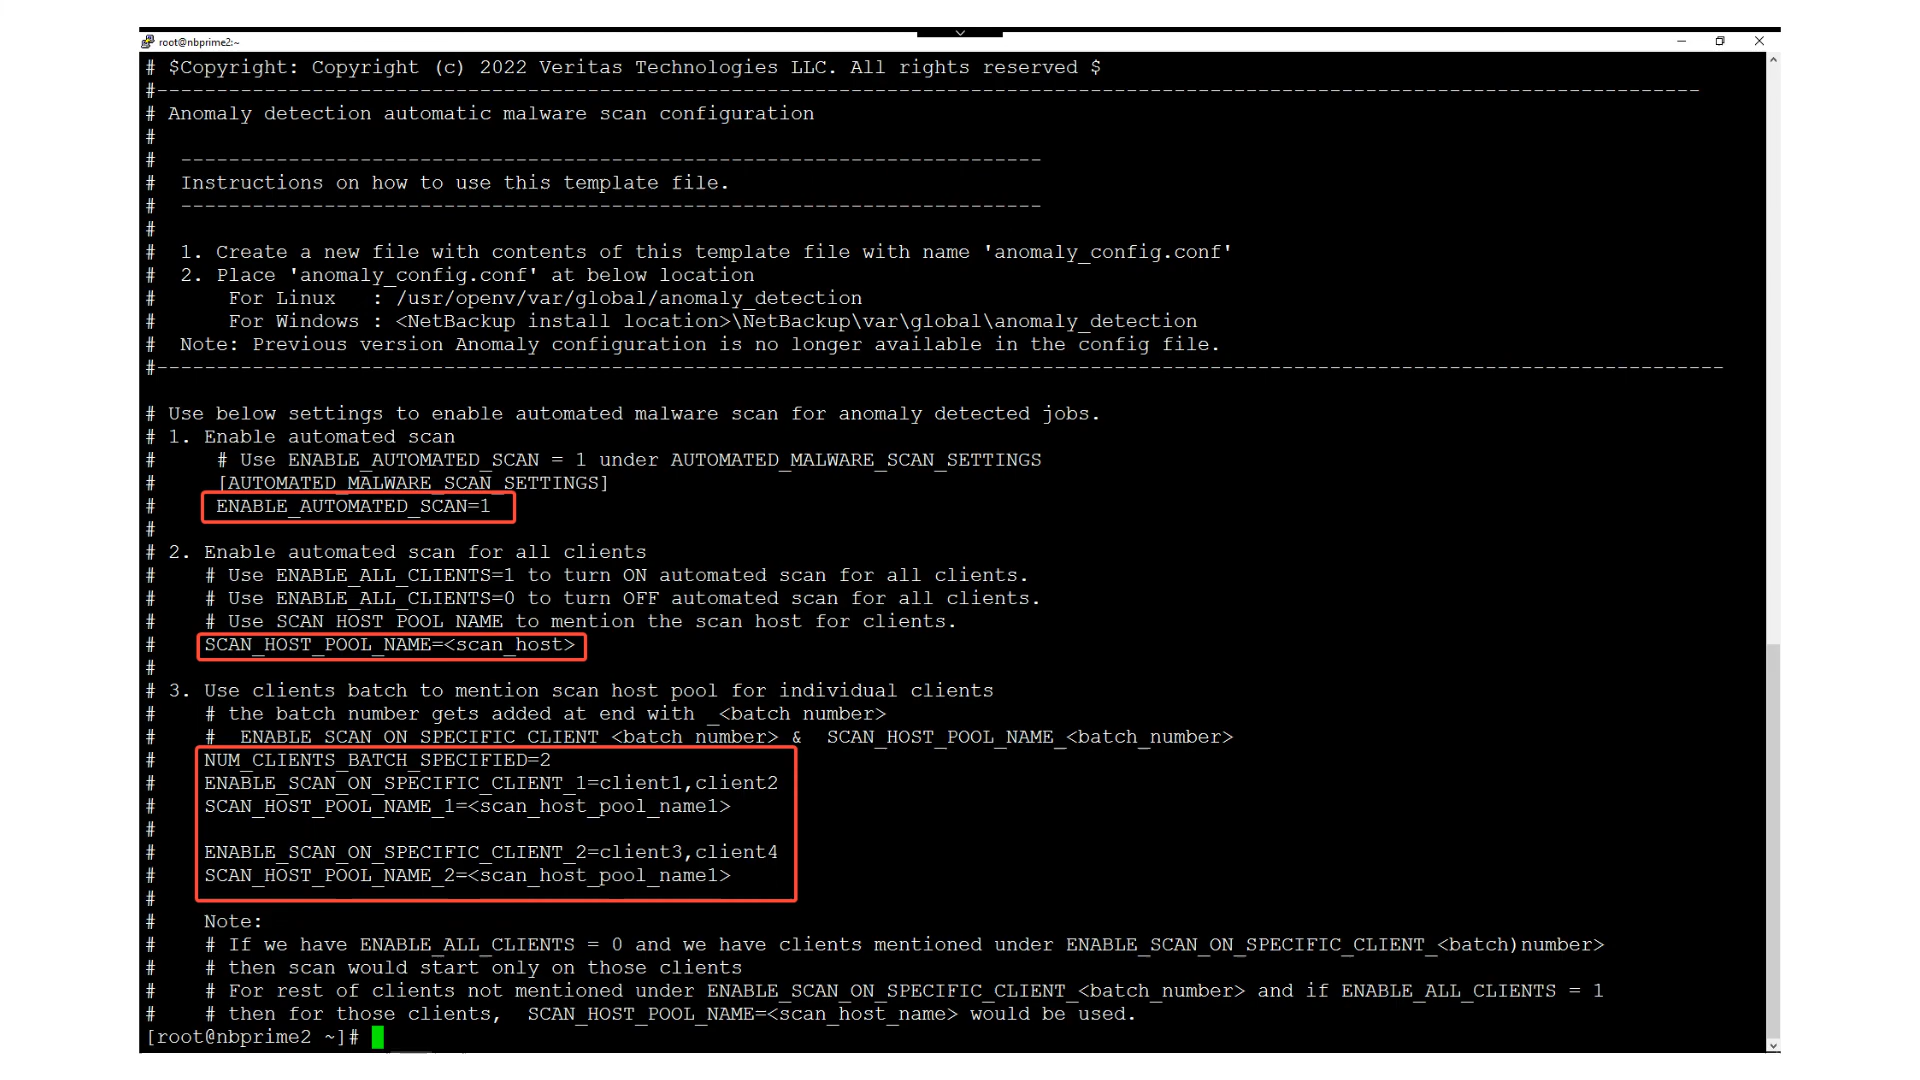 root@nbprime2:~
# $Copyright: Copyright (c) 2022 Veritas Technologies LLC. All rights reserved $
#---------------------------------------------------------------------------------------------------------------------------------
# Anomaly detection automatic malware scan configuration
#
#  ------------------------------------------------------------------------
#  Instructions on how to use this template file.
#  ------------------------------------------------------------------------
#
#  1. Create a new file with contents of this template file with name 'anomaly_config.conf'
#  2. Place 'anomaly_config.conf' at below location
#      For Linux   : /usr/openv/var/global/anomaly_detection
#      For Windows : <NetBackup install location>\NetBackup\var\global\anomaly_detection
#  Note: Previous version Anomaly configuration is no longer available in the config file.
#-----------------------------------------------------------------------------------------------------------------------------------
# Use below settings to enable automated malware scan for anomaly detected jobs.
# 1. Enable automated scan
#     # Use ENABLE_AUTOMATED_SCAN = 1 under AUTOMATED_MALWARE_SCAN_SETTINGS
#     [AUTOMATED_MALWARE_SCAN_SETTINGS]
#     ENABLE_AUTOMATED_SCAN=1
#
# 2. Enable automated scan for all clients
#    # Use ENABLE_ALL_CLIENTS=1 to turn ON automated scan for all clients.
#    # Use ENABLE_ALL_CLIENTS=0 to turn OFF automated scan for all clients.
#    # Use SCAN_HOST_POOL_NAME to mention the scan host for clients.
#    SCAN_HOST_POOL_NAME=<scan_host>
#
# 3. Use clients batch to mention scan host pool for individual clients
#    # the batch number gets added at end with _<batch number>
#    #  ENABLE_SCAN_ON_SPECIFIC_CLIENT_<batch_number> &  SCAN_HOST_POOL_NAME_<batch_number>
#    NUM_CLIENTS_BATCH_SPECIFIED=2
#    ENABLE_SCAN_ON_SPECIFIC_CLIENT_1=client1,client2
#    SCAN_HOST_POOL_NAME_1=<scan_host_pool_name1>
#
#    ENABLE_SCAN_ON_SPECIFIC_CLIENT_2=client3,client4
#    SCAN_HOST_POOL_NAME_2=<scan_host_pool_name1>
#
#    Note:
#    # If we have ENABLE_ALL_CLIENTS = 0 and we have clients mentioned under ENABLE_SCAN_ON_SPECIFIC_CLIENT_<batch)number>
#    # then scan would start only on those clients
#    # For rest of clients not mentioned under ENABLE_SCAN_ON_SPECIFIC_CLIENT_<batch_number> and if ENABLE_ALL_CLIENTS = 1
#    # then for those clients,  SCAN_HOST_POOL_NAME=<scan_host_name> would be used.
[root@nbprime2 ~]#